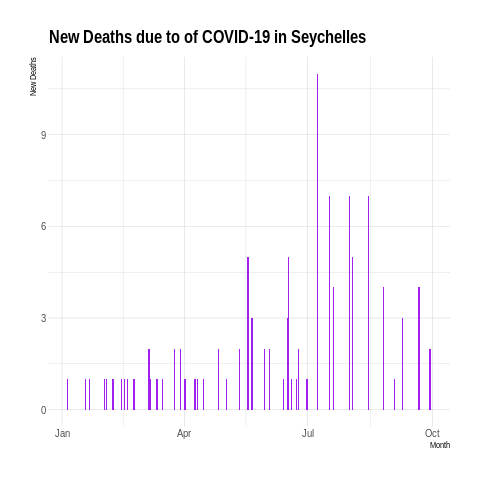 New Deaths due to of COVID-19 in Seychelles
New Deaths
9
6
3
0
Jan Apr Jul Oct
Month